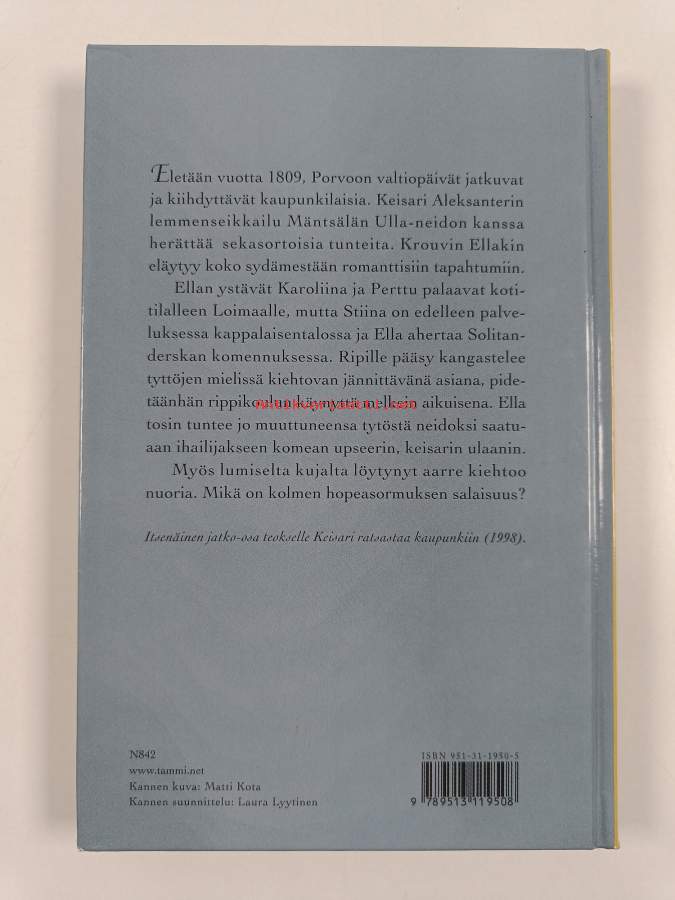 Eletään vuotta 1809, Porvoon valtiopäivät jatkuvat
ja kiihdyttävät kaupunkilaisia. Keisari Aleksanterin
lemmenseikkailu Mäntsälän Ulla-neidon kanssa
herättää sekasortoisia tunteita. Krouvin Ellakin
eläytyy koko sydämestään romanttisiin tapahtumiin.
Ellan ystävät Karoliina ja Perttu palaavat koti-
tilalleen Loimaalle, mutta Stiina on edelleen palve-
luksessa kappalaisentalossa ja Ella ahertaa Solitan-
derskan komennuksessa. Ripille pääsy kangastelee
tyttöjen mielissä kiehtovan jännittävänä asiana, pide-
täänhän rippikoulun käynyttä melkein aikuisena. Ella
Antikvariaatti.net
tosin tuntee jo muuttuneensa tytöstä neidoksi saatu-
aan ihailijakseen komean upseerin, keisarin ulaanin.
Myös lumiselta kujalta löytynyt aarre kiehtoo
nuoria. Mikä on kolmen hopeasormuksen salaisuus?
Itsenäinen jatko-osa teokselle Keisari ratsastaa kaupunkiin (1998).
N842
www.tammi.net
Kannen kuva: Matti Kota
Kannen suunnittelu: Laura Lyytinen
ISBN 951-31-1950-5
9 789513 119508